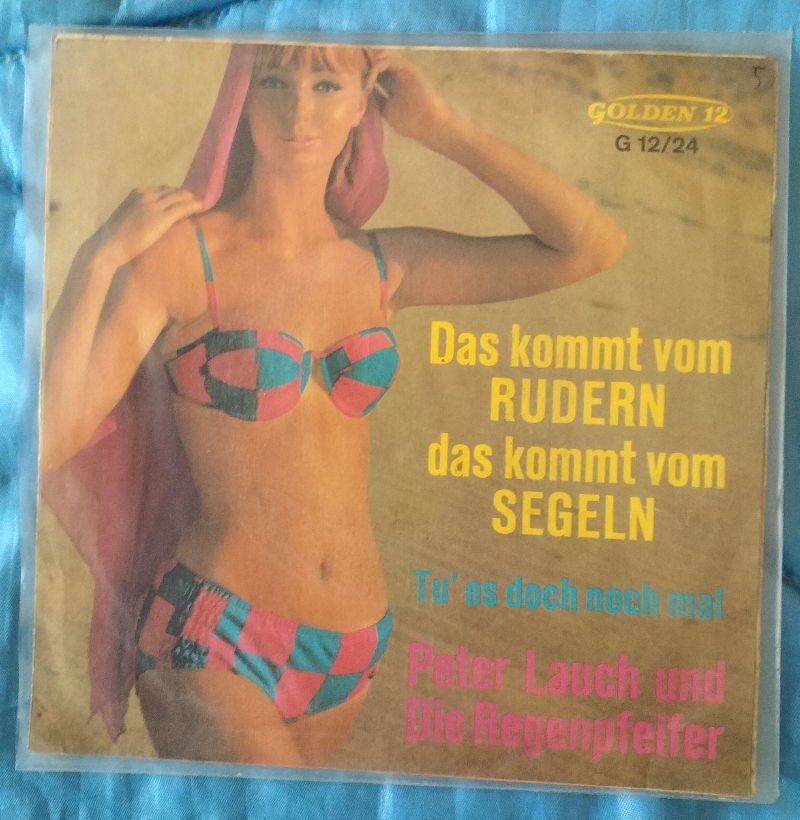 5
GOLDEN 12
G 12/24
Das kommt vom
RUDERN
das kommt vom
SEGELN
Tu' es doch noch mal
Peter Lauch und
Die Regenpfeifer